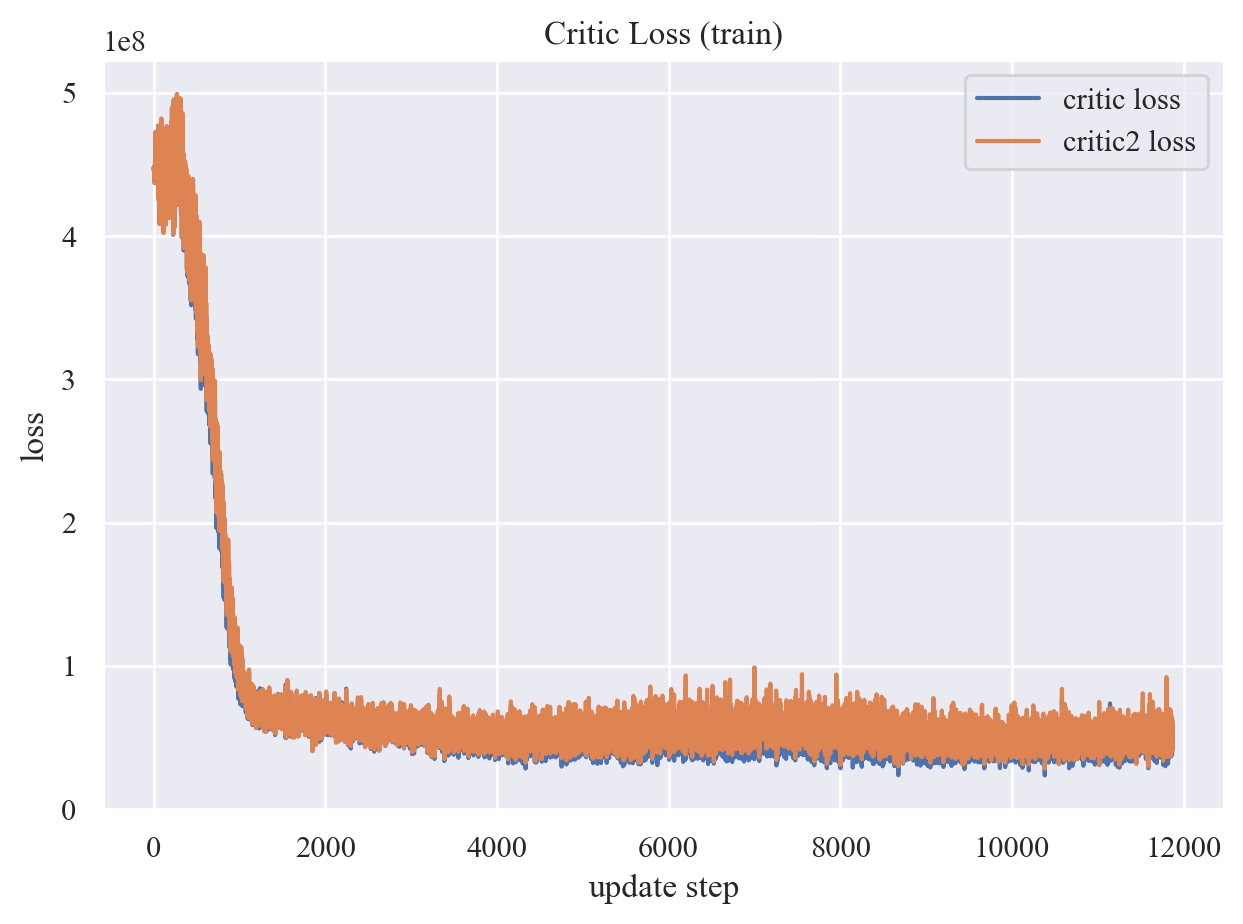 Critic Loss (train)
1e8
critic loss
critic2 loss
5
4
3
2
1
0
loss
0 2000 4000 6000 8000 10000 12000
update step